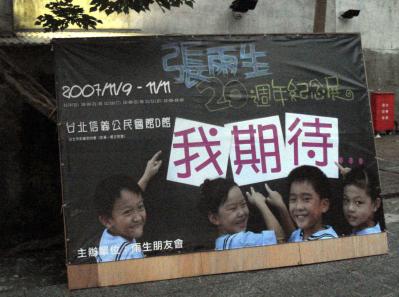 張雨生
20週年紀念展。
2007/11/9 - 11/11
台北信義公民會館D館
我期待...
主辦單位 雨生朋友會